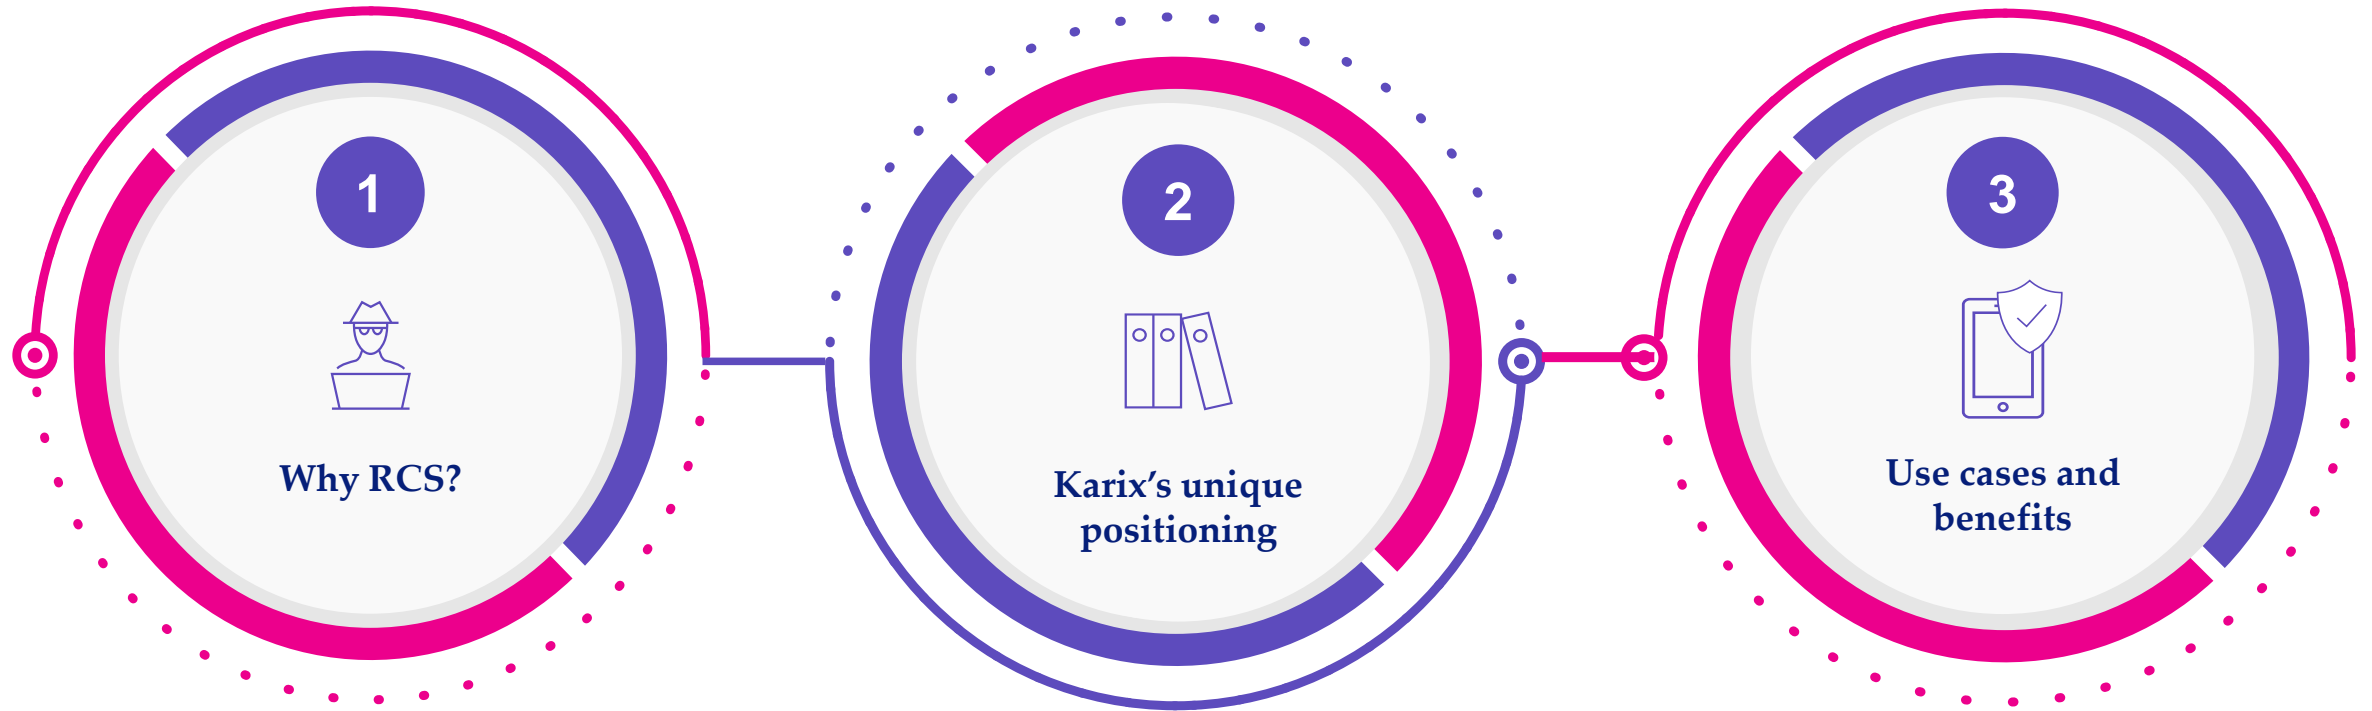 1
Why RCS?
2
Karix’s unique
positioning
3
Use cases and
benefits